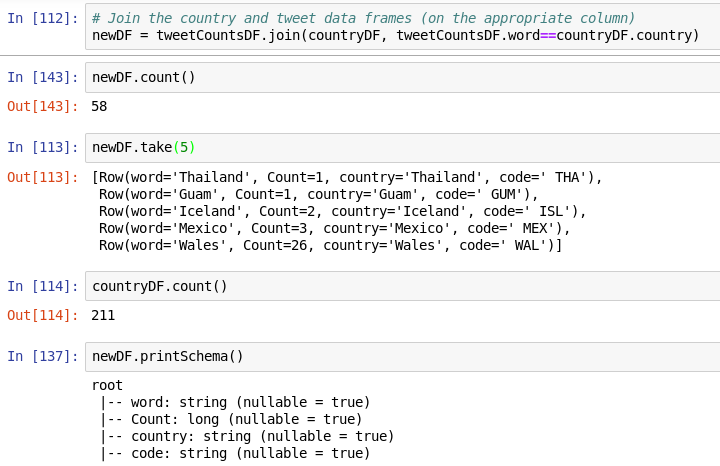 In [112]: # Join the country and tweet data frames (on the appropriate column)
newDF = tweetCountsDF.join(countryDF, tweetCountsDF.word==countryDF.country)
In [143]: newDF.count()
Out[143]: 58
In [113]: newDF.take(5)
Out[113]: [Row(word='Thailand', Count=1, country='Thailand', code=' THA'),
Row(word='Guam', Count=1, country='Guam', code=' GUM'),
Row(word='Iceland', Count=2, country='Iceland', code=' ISL'),
Row(word='Mexico', Count=3, country='Mexico', code=' MEX'),
Row(word='Wales', Count=26, country='Wales', code=' WAL')]
In [114]: countryDF.count()
Out[114]: 211
In [137]: newDF.printSchema()
root
|-- word: string (nullable = true)
|-- Count: long (nullable = true)
|-- country: string (nullable = true)
|-- code: string (nullable = true)